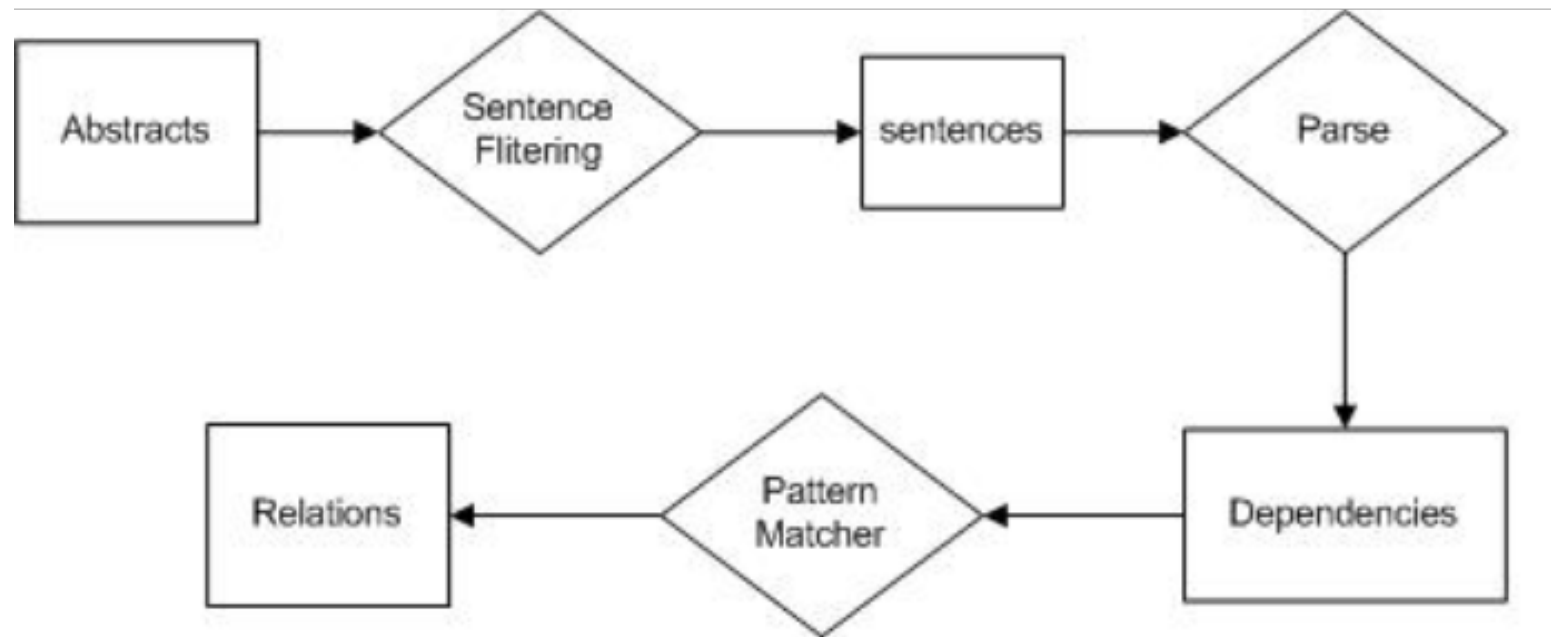 Abstracts
Sentence
Flitering
sentences
Parse
Relations
Pattern
Matcher
Dependencies